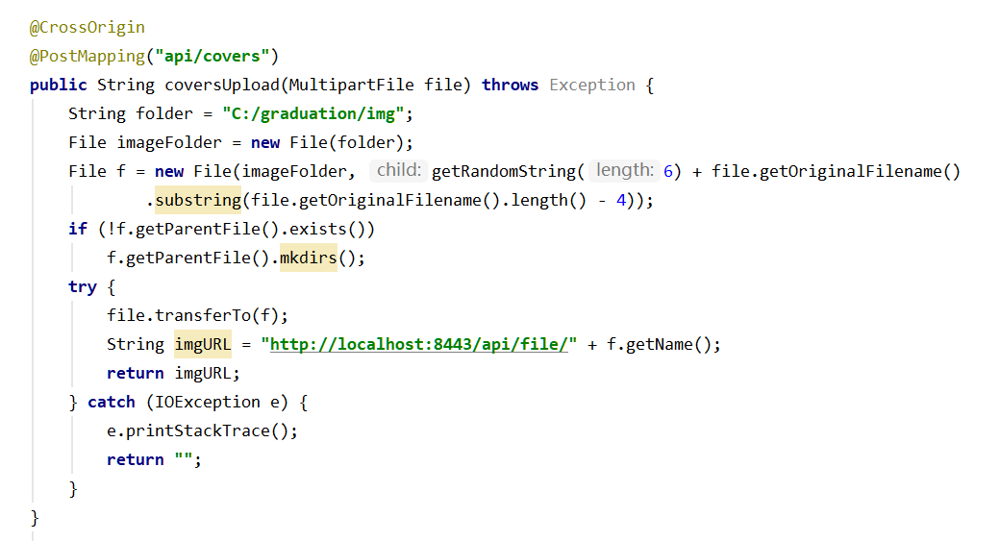 @CrossOrigin
@PostMapping("api/covers")
public String coversUpload(MultipartFile file) throws Exception {
    String folder = "C:/graduation/img";
    File imageFolder = new File(folder);
    File f = new File(imageFolder, child: getRandomString( length: 6) + file.getOriginalFilename()
            .substring(file.getOriginalFilename().length() - 4));
    if (!f.getParentFile().exists())
        f.getParentFile().mkdirs();
    try {
        file.transferTo(f);
        String imgURL = "http://localhost:8443/api/file/" + f.getName();
        return imgURL;
    } catch (IOException e) {
        e.printStackTrace();
        return "";
    }
}